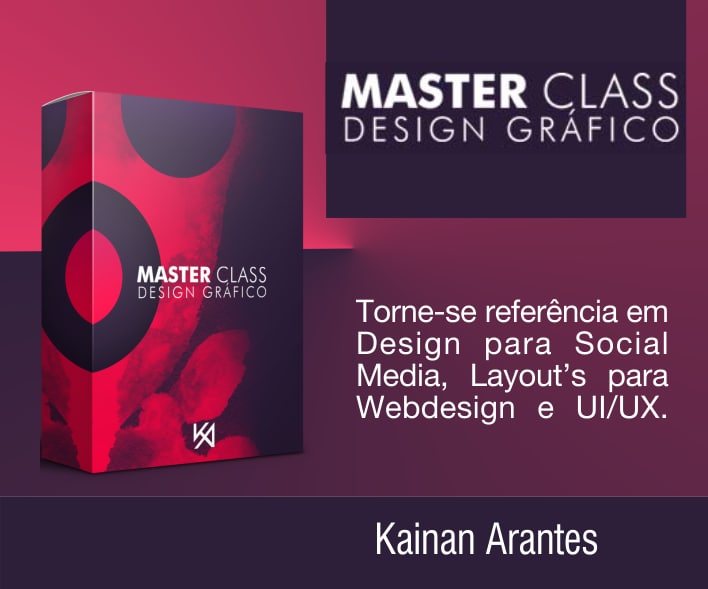 MASTER CLASS
DESIGN GRÁFICO
MASTER CLASS
DESIGN GRÁFICO
KA
Torne-se referência em
Design para Social
Media, Layout's para
Webdesign e UI/UX.
Kainan Arantes